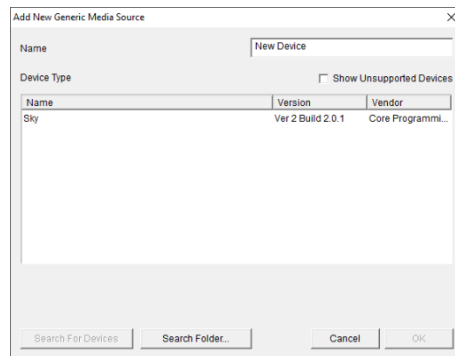 Add New Generic Media Source
Name New Device
Device Type Show Unsupported Devices
Name Version Vendor
Sky Ver 2 Build 2.0.1 Core Programmi...
Search For Devices Search Folder... Cancel OK